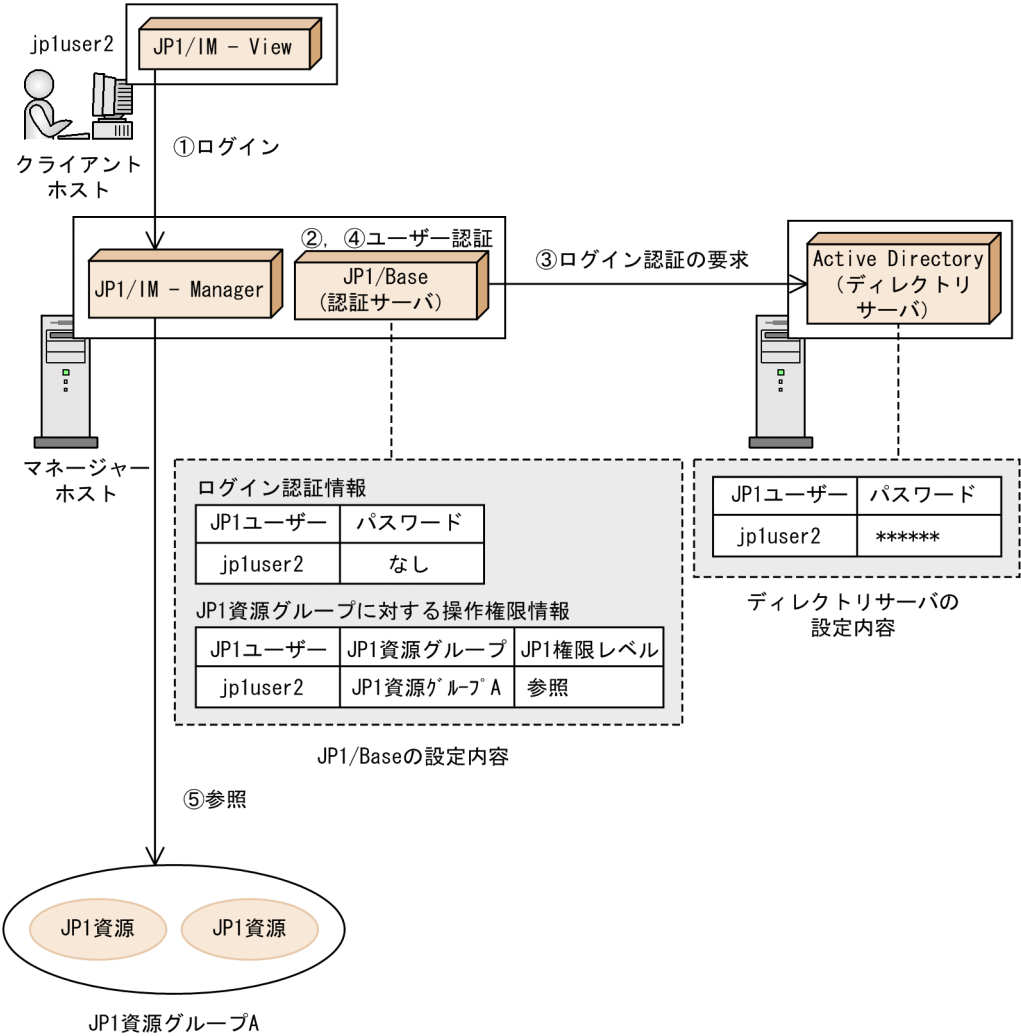 jp1user2
JP1/IM - View
①ログイン
クライアント
ホスト
②，④ユーザー認証
JP1/IM - Manager
JP1/Base
（認証サーバ）
③ログイン認証の要求
Active Directory
（ディレクトリ
サーバ）
マネージャー
ホスト
ログイン認証情報
JP1ユーザー パスワード
jp1user2 なし
JP1資源グループに対する操作権限情報
JP1ユーザー JP1資源グループ JP1権限レベル
jp1user2 JP1資源ｸﾞﾙｰﾌﾟA 参照
JP1/Baseの設定内容
JP1ユーザー パスワード
jp1user2 ******
ディレクトリサーバの
設定内容
⑤参照
JP1資源 JP1資源
JP1資源グループA